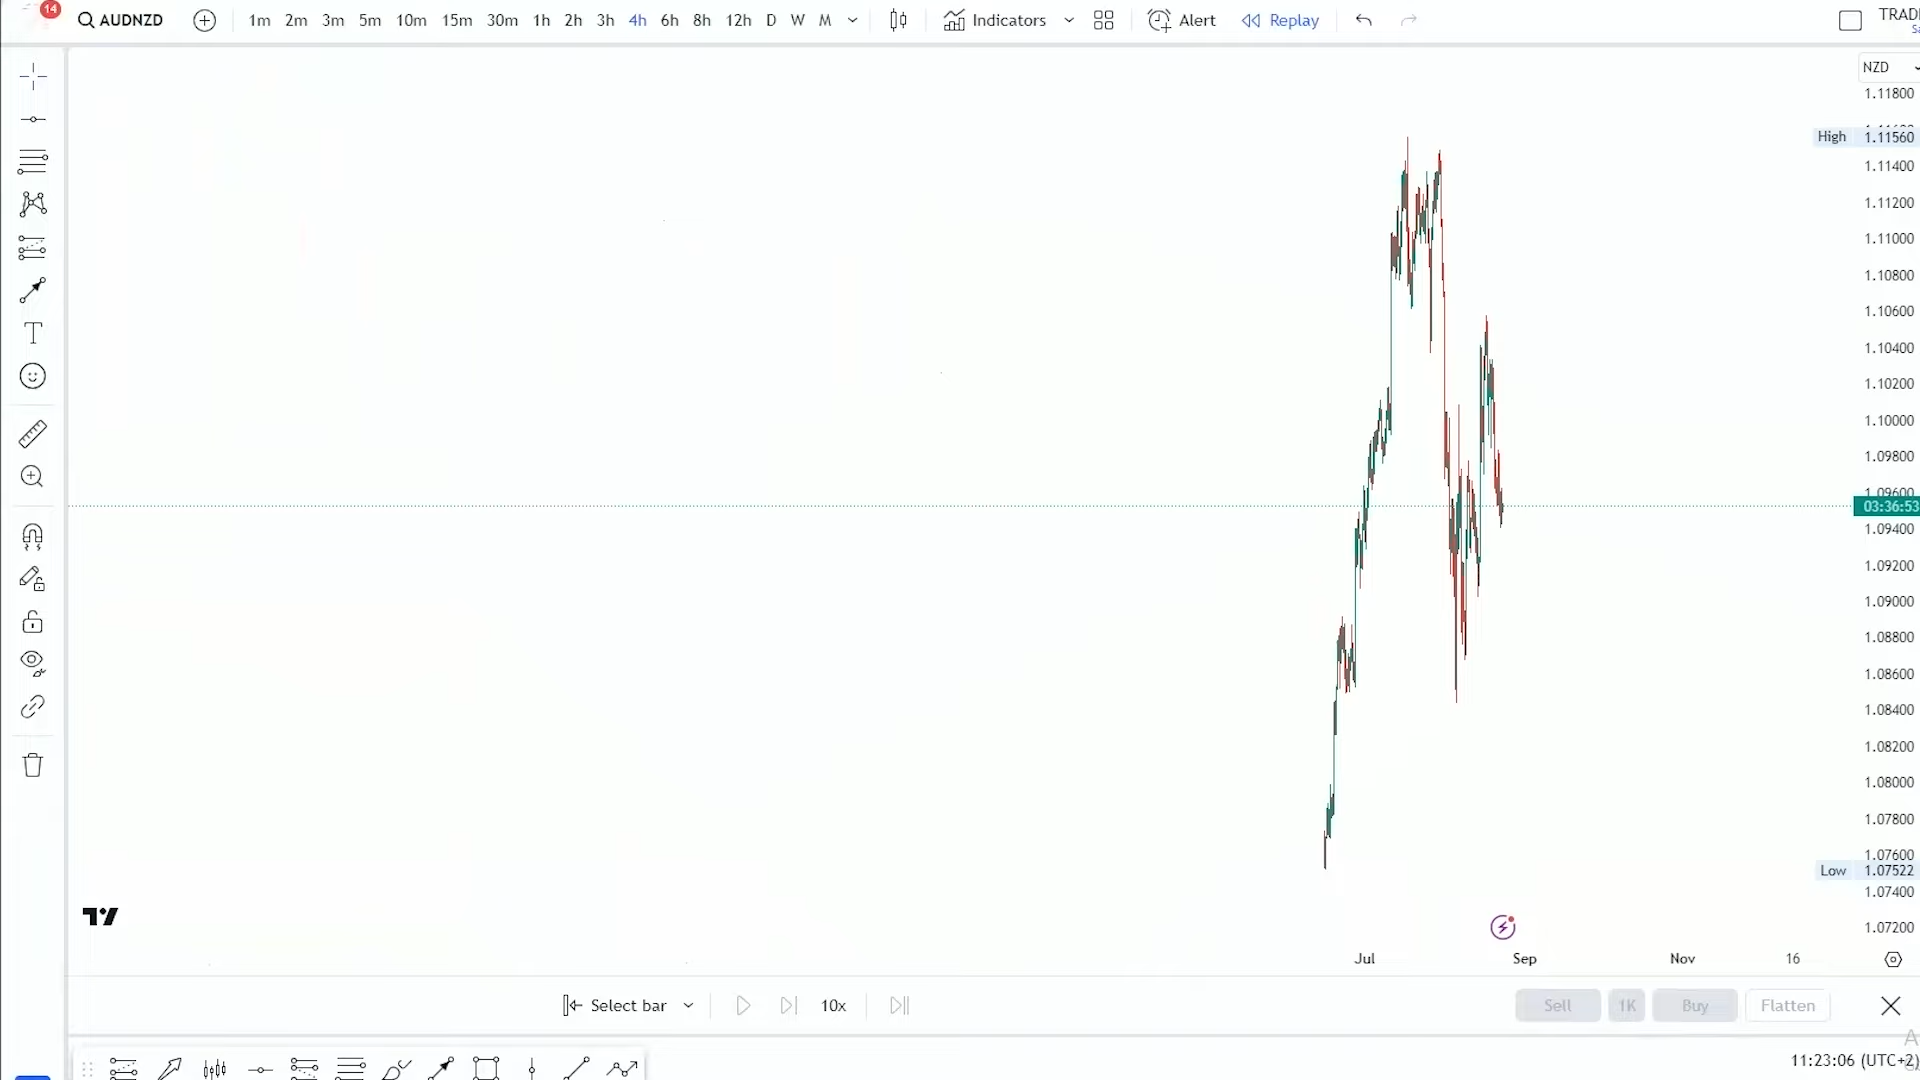 14
AUDNZD
1m 2m 3m 5m 10m 15m 30m 1h 2h 3h 4h 6h 8h 12h D W M
Indicators
Alert
Replay
NZD
1.11800
High 1.11560
1.11400
1.11200
1.11000
1.10800
1.10600
1.10400
1.10200
1.10000
1.09800
1.09600
03:36:53
1.09400
1.09200
1.09000
1.08800
1.08600
1.08400
1.08200
1.08000
1.07800
1.07600
Low 1.07522
1.07400
1.07200
Jul Sep Nov 16
Select bar
10x
Sell 1K Buy Flatten
11:23:06 (UTC+2)